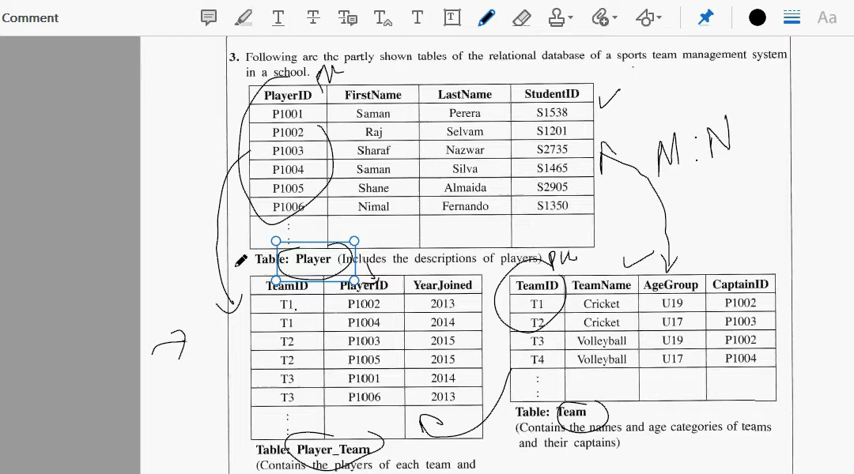 Comment
Aa
3. Following are the partly shown tables of the relational database of a sports team management system
in a school.
PlayerID FirstName LastName StudentID
P1001 Saman Perera S1538
P1002 Raj Selvam S1201
P1003 Sharaf Nazwar S2735
P1004 Saman Silva S1465
P1005 Shane Almaida S2905
P1006 Nimal Fernando S1350
M:N
Table: Player (Includes the descriptions of players)
TeamID PlayerID YearJoined
T1 P1002 2013
T1 P1004 2014
T2 P1003 2015
T2 P1005 2015
T3 P1001 2014
T3 P1006 2013
Table: Player_Team
(Contains the players of each team and
TeamID TeamName AgeGroup CaptainID
T1 Cricket U19 P1002
T2 Cricket U17 P1003
T3 Volleyball U19 P1002
T4 Volleyball U17 P1004
Table: Team
(Contains the names and age categories of teams
and their captains)